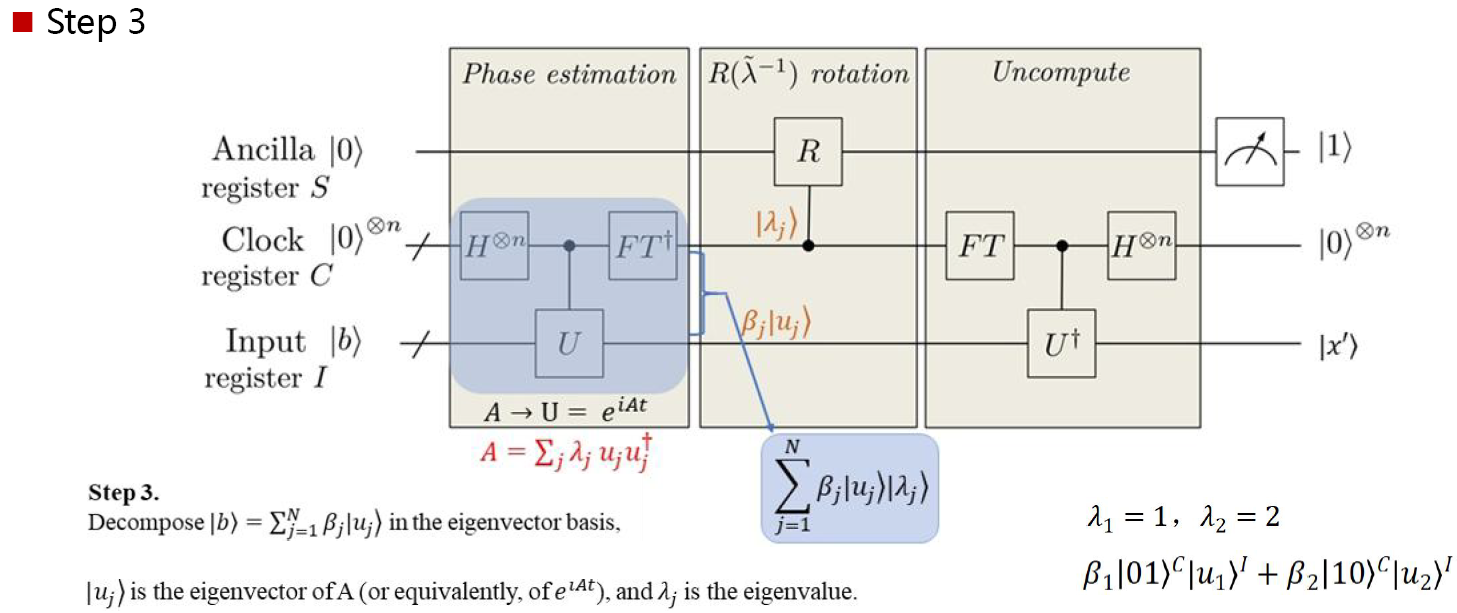 ■ Step 3
Phase estimation
R(λ̃⁻¹) rotation
Uncompute
Ancilla |0⟩
register S
R
|1⟩
Clock |0⟩⊗ⁿ
register C
H⊗ⁿ
FT†
|λⱼ⟩
FT
H⊗ⁿ
|0⟩⊗ⁿ
Input |b⟩
register I
U
βⱼ|uⱼ⟩
U†
|x′⟩
A → U = e^{iAt}
A = ∑ⱼ λⱼ uⱼuⱼ†
∑_{j=1}^{N} βⱼ|uⱼ⟩|λⱼ⟩
Step 3.
Decompose |b⟩ = ∑_{j=1}^{N} βⱼ|uⱼ⟩ in the eigenvector basis,
|uⱼ⟩ is the eigenvector of A (or equivalently, of e^{iAt}), and λⱼ is the eigenvalue.
λ₁ = 1, λ₂ = 2
β₁|01⟩ᶜ|u₁⟩ᴵ + β₂|10⟩ᶜ|u₂⟩ᴵ